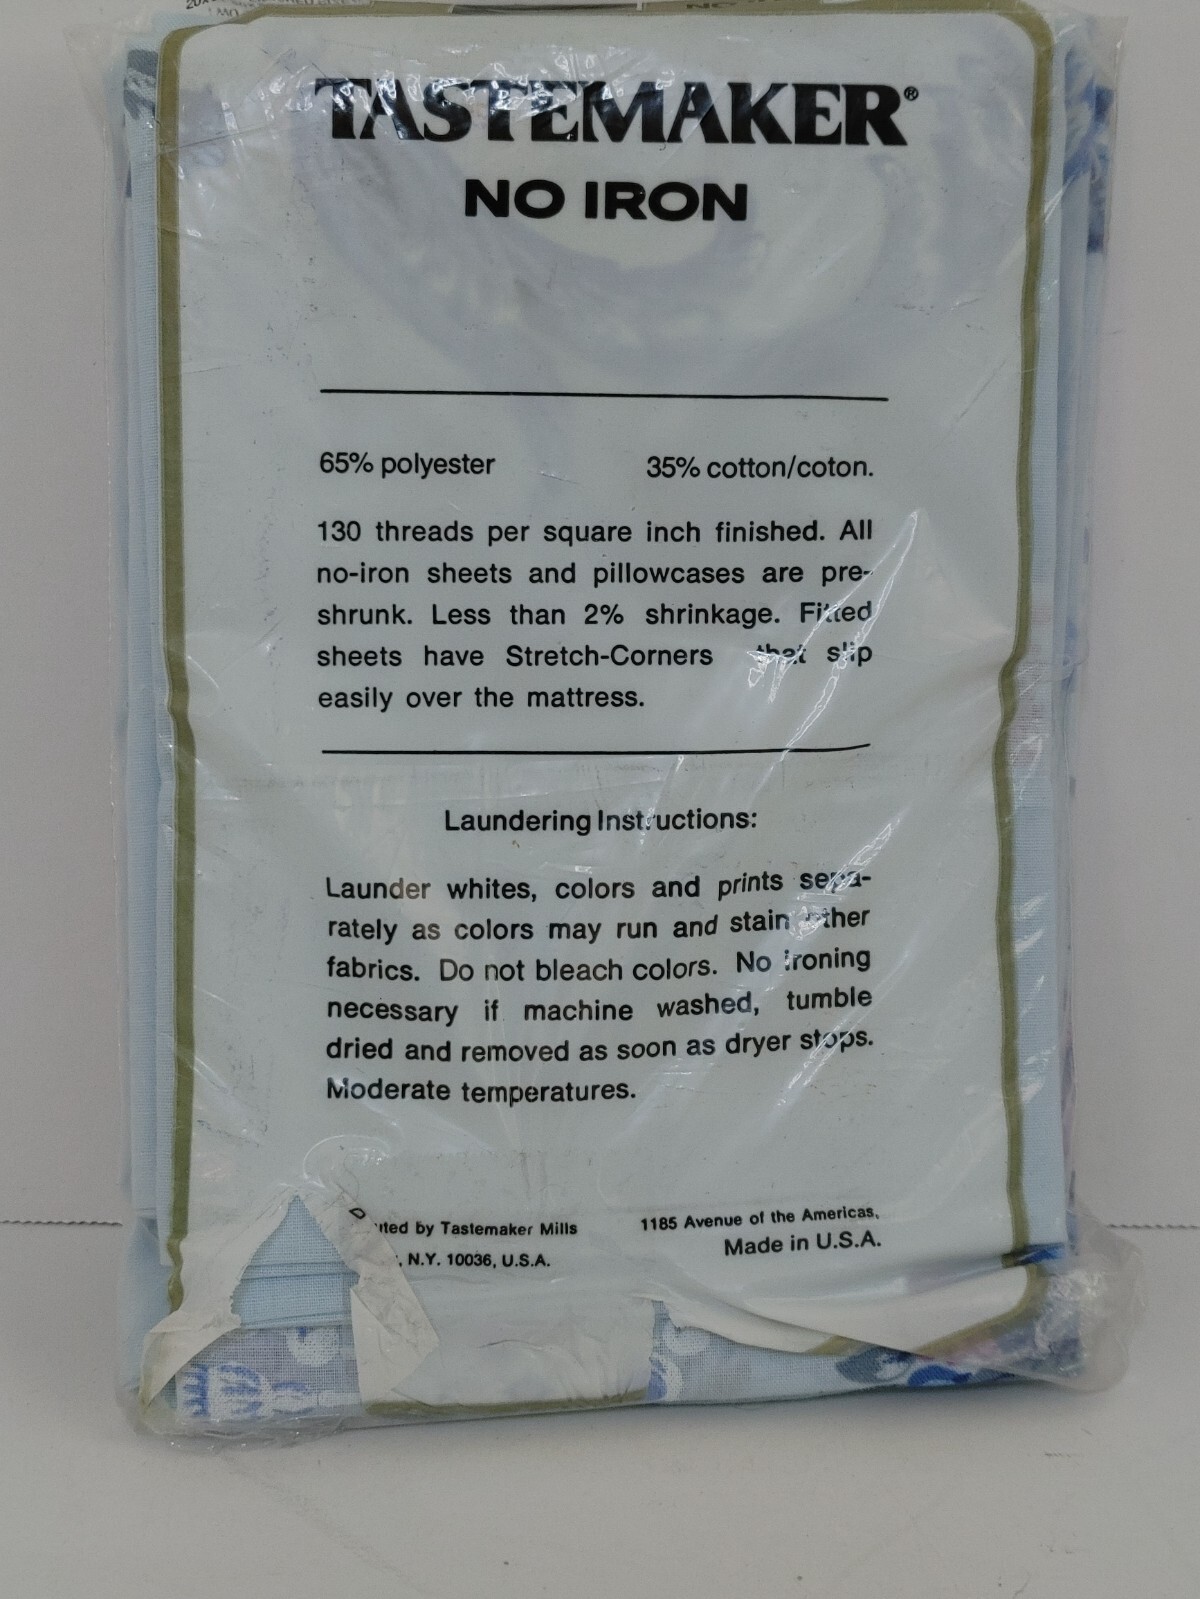 TASTEMAKER®
NO IRON
65% polyester 35% cotton/coton.
130 threads per square inch finished. All
no-iron sheets and pillowcases are pre-
shrunk. Less than 2% shrinkage. Fitted
sheets have Stretch-Corners that slip
easily over the mattress.
Laundering Instructions:
Launder whites, colors and prints sepa-
rately as colors may run and stain other
fabrics. Do not bleach colors. No ironing
necessary if machine washed, tumble
dried and removed as soon as dryer stops.
Moderate temperatures.
uted by Tastemaker Mills 1185 Avenue of the Americas,
, N.Y. 10036, U.S.A. Made in U.S.A.